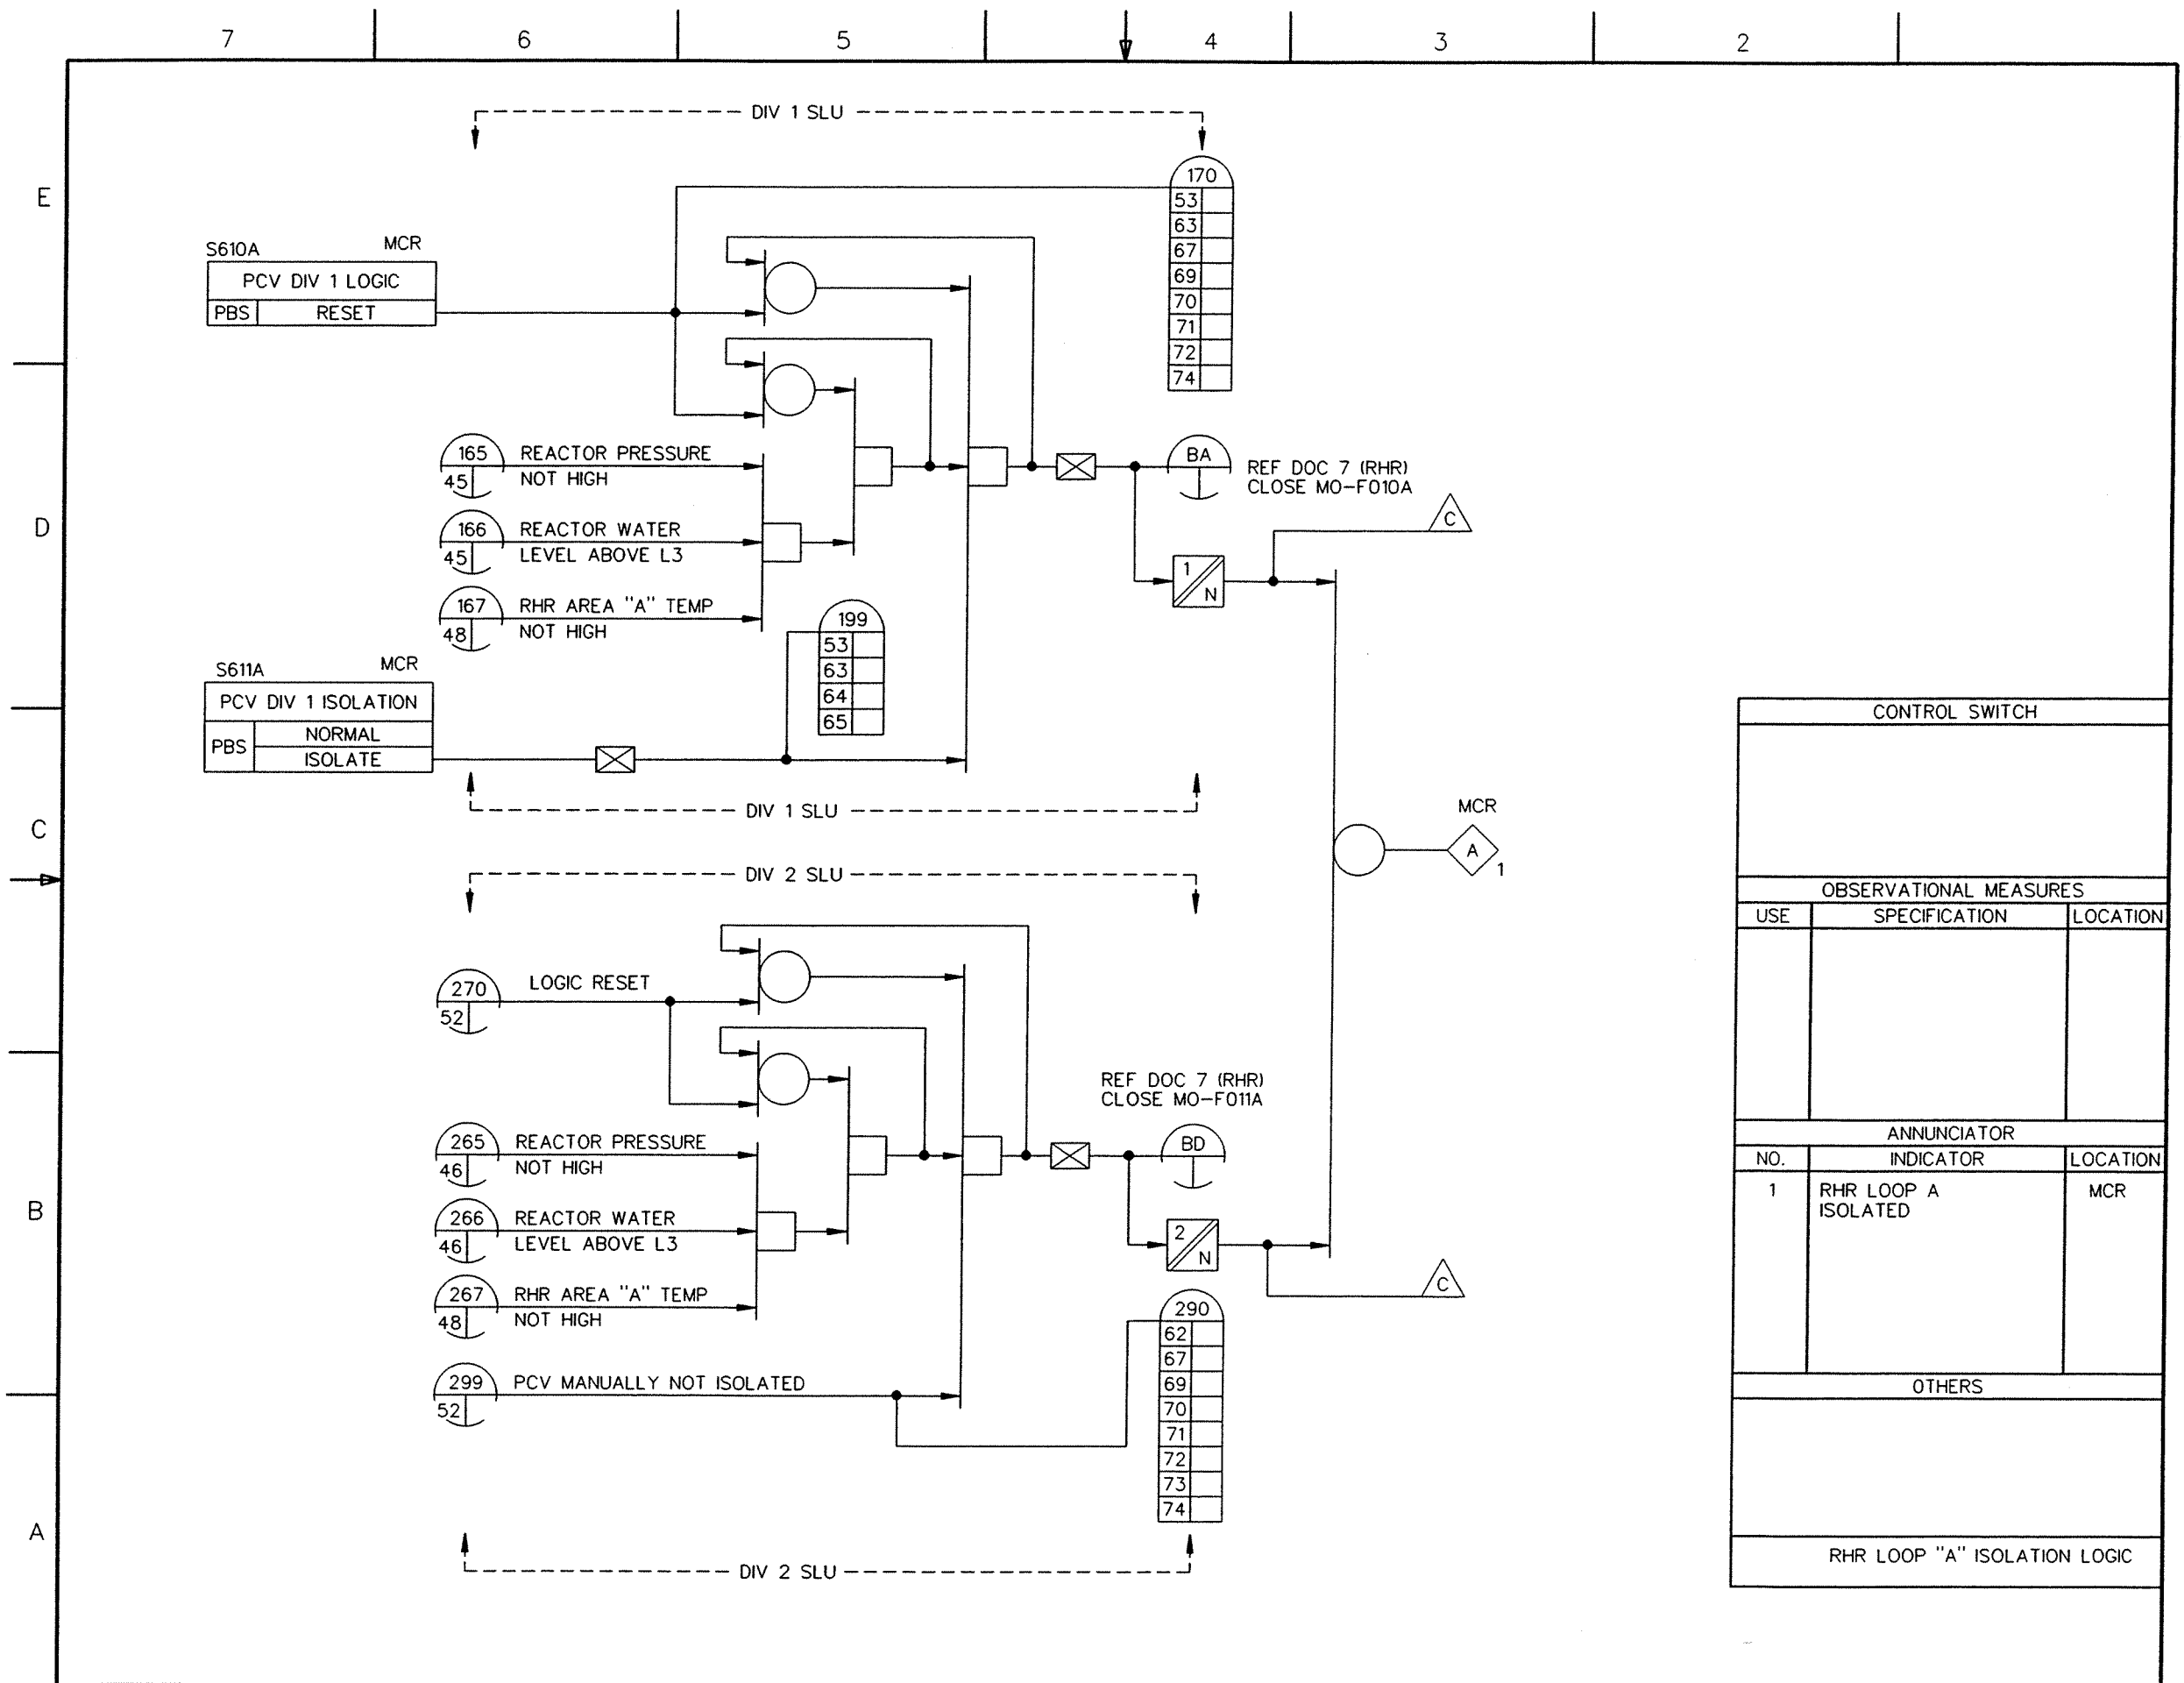 7 6 5 4 3 2
E
D
C
B
A
DIV 1 SLU
170
53
63
67
69
70
71
72
74
S610A MCR
PCV DIV 1 LOGIC
PBS RESET
165
45
REACTOR PRESSURE
NOT HIGH
166
45
REACTOR WATER
LEVEL ABOVE L3
167
48
RHR AREA "A" TEMP
NOT HIGH
BA
REF DOC 7 (RHR)
CLOSE MO-F010A
C
1
N
199
53
63
64
65
S611A MCR
PCV DIV 1 ISOLATION
PBS
NORMAL
ISOLATE
DIV 1 SLU
MCR
A
1
DIV 2 SLU
270
52
LOGIC RESET
265
46
REACTOR PRESSURE
NOT HIGH
266
46
REACTOR WATER
LEVEL ABOVE L3
267
48
RHR AREA "A" TEMP
NOT HIGH
299
52
PCV MANUALLY NOT ISOLATED
REF DOC 7 (RHR)
CLOSE MO-F011A
BD
2
N
C
290
62
67
69
70
71
72
73
74
DIV 2 SLU
CONTROL SWITCH
OBSERVATIONAL MEASURES
USE SPECIFICATION LOCATION
ANNUNCIATOR
NO. INDICATOR LOCATION
1 RHR LOOP A MCR
ISOLATED
OTHERS
RHR LOOP "A" ISOLATION LOGIC